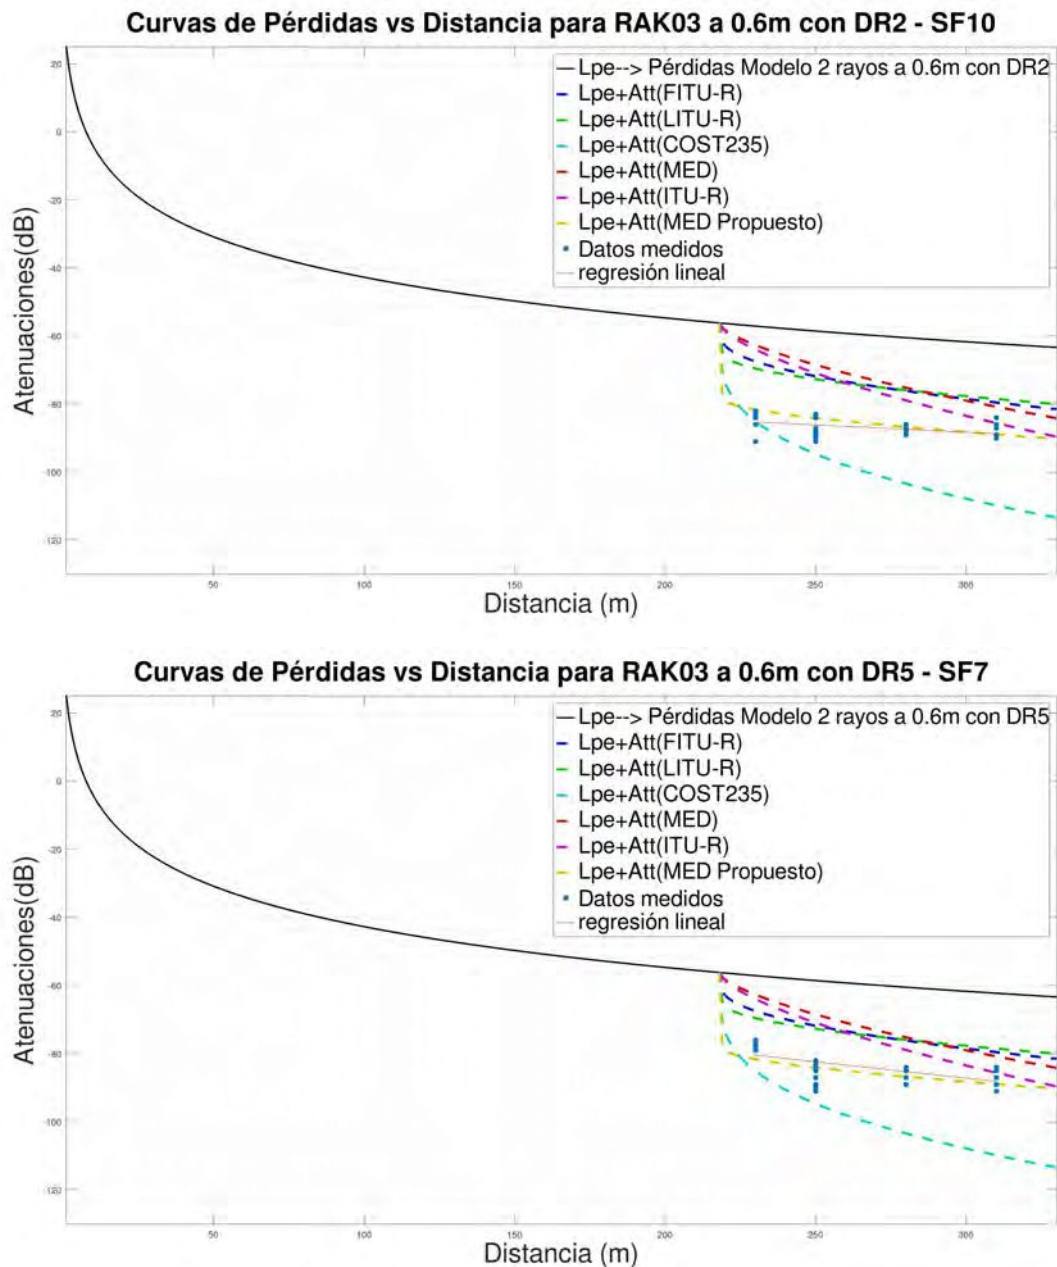 Curvas de Pérdidas vs Distancia para RAK03 a 0.6m con DR2 - SF10
Lpe--> Pérdidas Modelo 2 rayos a 0.6m con DR2
Lpe+Att(FITU-R)
Lpe+Att(LITU-R)
Lpe+Att(COST235)
Lpe+Att(MED)
Lpe+Att(ITU-R)
Lpe+Att(MED Propuesto)
Datos medidos
regresión lineal
Atenuaciones(dB)
20
0
-20
-40
-60
-80
-100
-120
50
100
150
200
250
300
Distancia (m)
Curvas de Pérdidas vs Distancia para RAK03 a 0.6m con DR5 - SF7
Lpe--> Pérdidas Modelo 2 rayos a 0.6m con DR5
Lpe+Att(FITU-R)
Lpe+Att(LITU-R)
Lpe+Att(COST235)
Lpe+Att(MED)
Lpe+Att(ITU-R)
Lpe+Att(MED Propuesto)
Datos medidos
regresión lineal
Atenuaciones(dB)
20
0
-20
-40
-60
-80
-100
-120
50
100
150
200
250
300
Distancia (m)